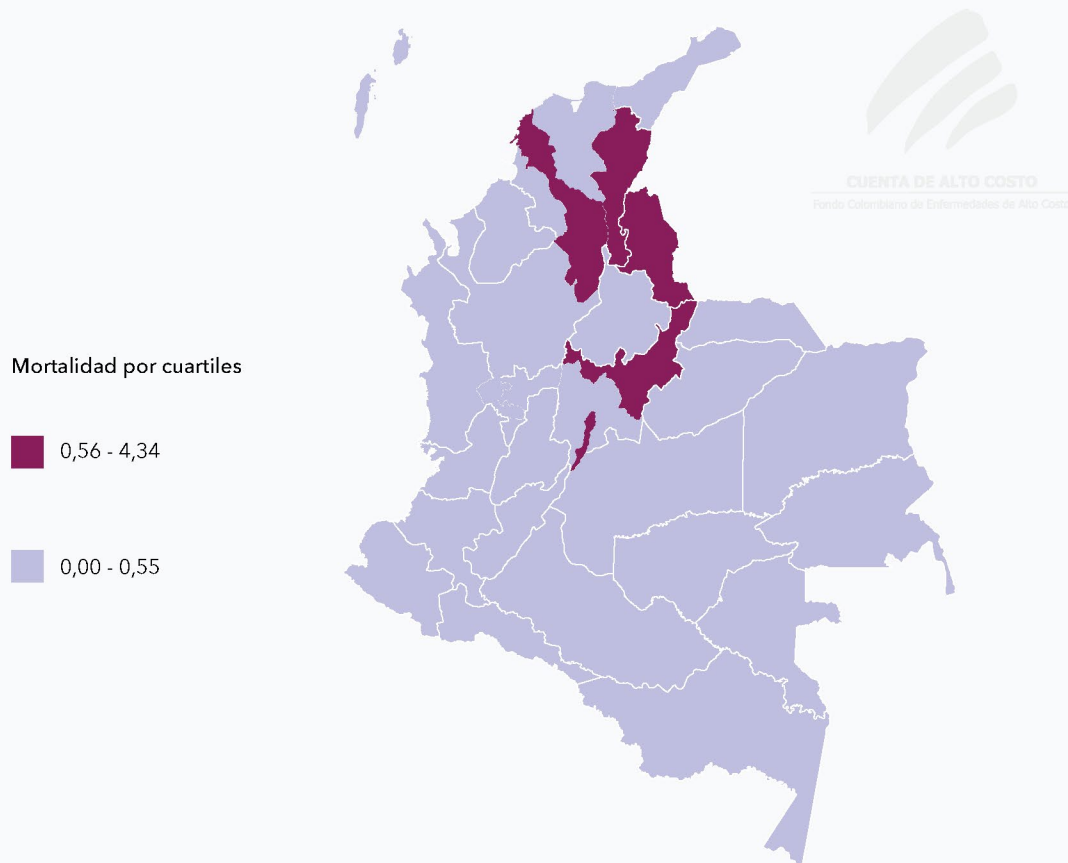 CUENTA DE ALTO COSTO
Fondo Colombiano de Enfermedades de Alto Costo
Mortalidad por cuartiles
0,56 - 4,34
0,00 - 0,55